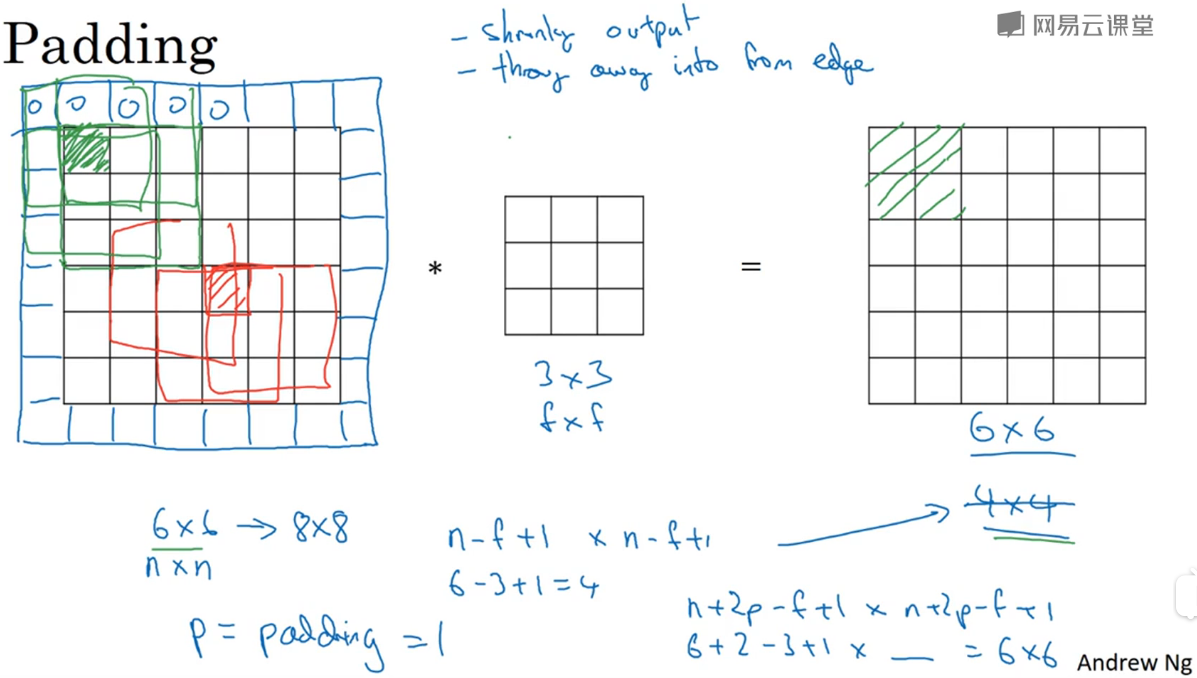 Padding
- shrinky output
- throw away info from edge
网易云课堂
0 0 0 0 0
*
=
3 × 3
f × f
6 × 6
4 × 4
6 × 6 → 8 × 8
n × n
n - f + 1 × n - f + 1
6 - 3 + 1 = 4
p = padding = 1
n + 2p - f + 1 × n + 2p - f + 1
6 + 2 - 3 + 1 × __ = 6 × 6
Andrew Ng